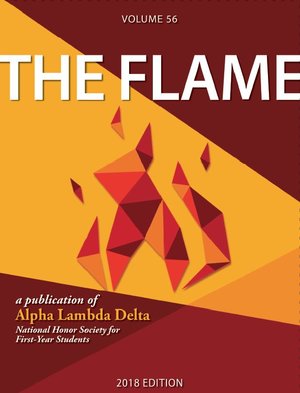 VOLUME 56
THE FLAME
a publication of
Alpha Lambda Delta
National Honor Society for
First-Year Students
2018 EDITION